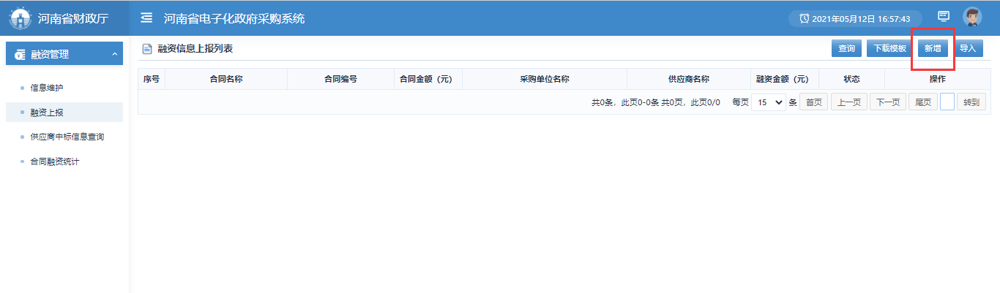 河南省财政厅
河南省电子化政府采购系统
2021年05月12日 16:57:43
融资管理
信息维护
融资上报
供应商中标信息查询
合同融资统计
融资信息上报列表
查询 下载模板 新增 导入
序号 合同名称 合同编号 合同金额（元） 采购单位名称 供应商名称 融资金额（元） 状态 操作
共0条，此页0-0条 共0页，此页0/0 每页 15 条 首页 上一页 下一页 尾页 转到